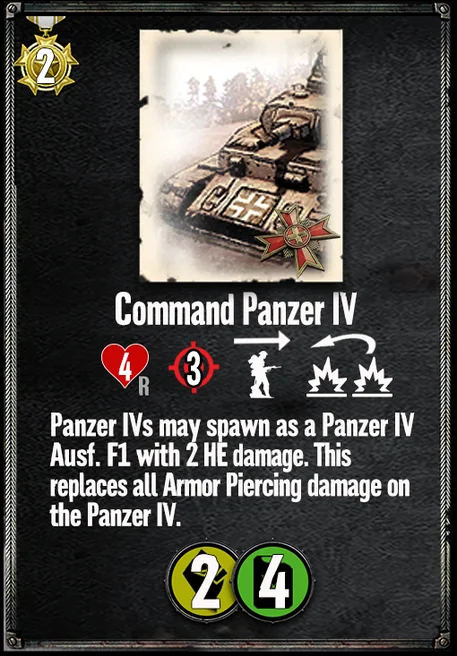 2
Command Panzer IV
4 R 3
Panzer IVs may spawn as a Panzer IV
Ausf. F1 with 2 HE damage. This
replaces all Armor Piercing damage on
the Panzer IV.
2 4